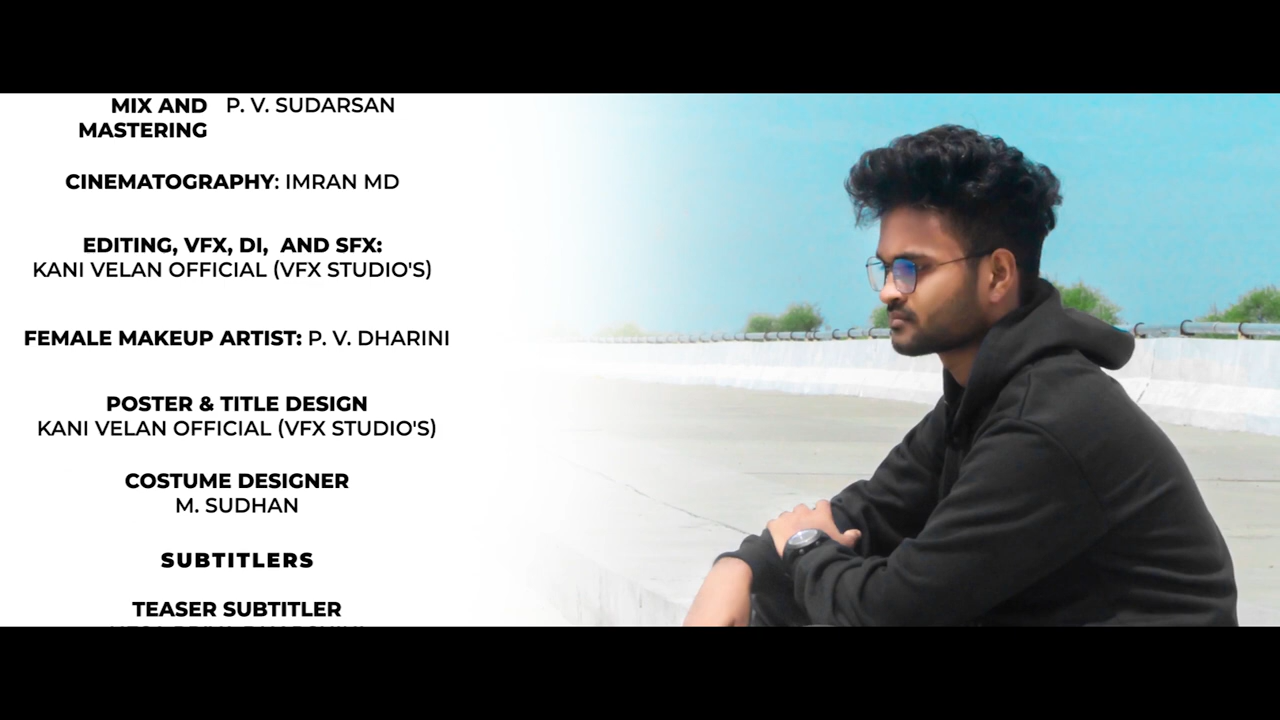 MIX AND P. V. SUDARSAN
MASTERING
CINEMATOGRAPHY: IMRAN MD
EDITING, VFX, DI, AND SFX:
KANI VELAN OFFICIAL (VFX STUDIO'S)
FEMALE MAKEUP ARTIST: P. V. DHARINI
POSTER & TITLE DESIGN
KANI VELAN OFFICIAL (VFX STUDIO'S)
COSTUME DESIGNER
M. SUDHAN
SUBTITLERS
TEASER SUBTITLER